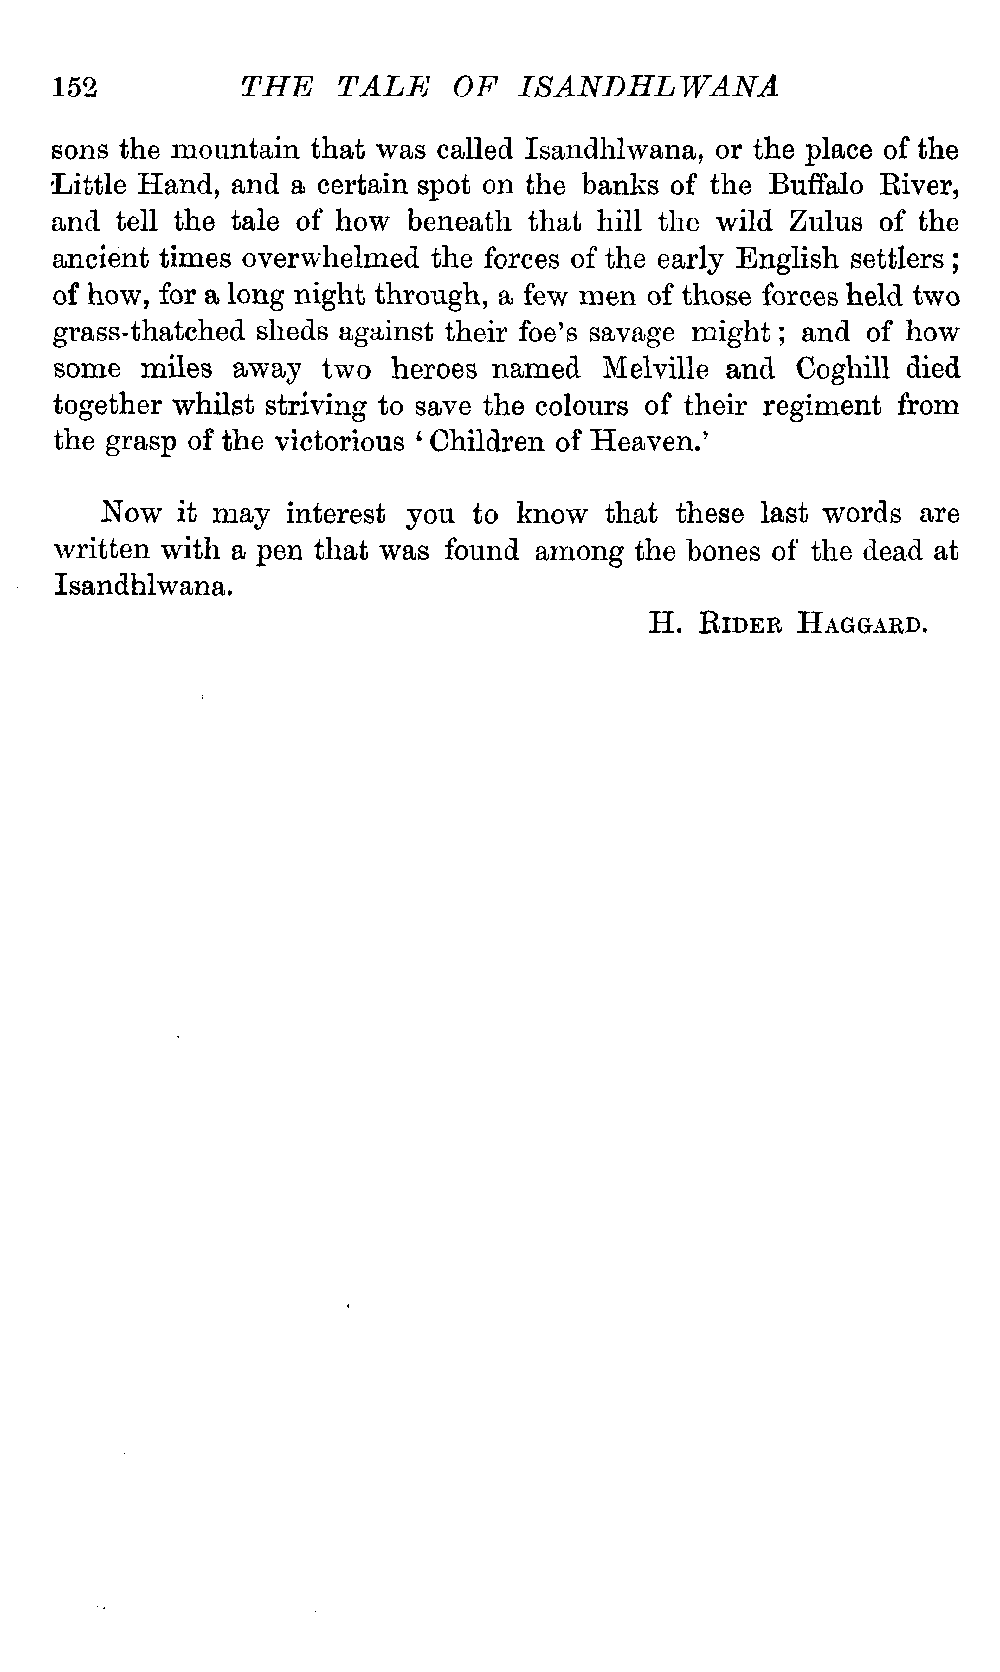 152 THE TALE OF ISANDHLWANA
sons the mountain that was called Isandhlwana, or the place of the
Little Hand, and a certain spot on the banks of the Buffalo River,
and tell the tale of how beneath that hill the wild Zulus of the
ancient times overwhelmed the forces of the early English settlers ;
of how, for a long night through, a few men of those forces held two
grass-thatched sheds against their foe's savage might ; and of how
some miles away two heroes named Melville and Coghill died
together whilst striving to save the colours of their regiment from
the grasp of the victorious ‘ Children of Heaven.’
Now it may interest you to know that these last words are
written with a pen that was found among the bones of the dead at
Isandhlwana.
H. RIDER HAGGARD.